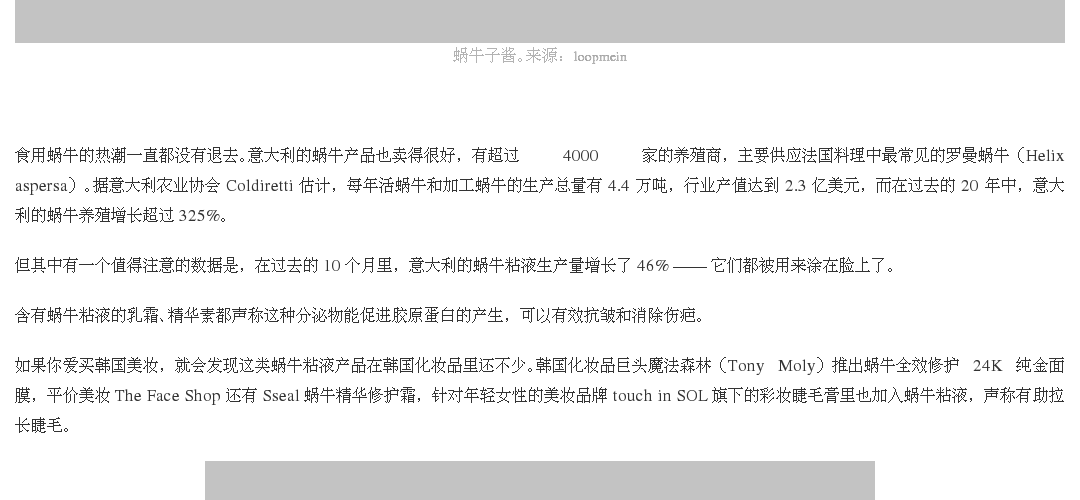 蜗牛子酱。来源：loopmein
食用蜗牛的热潮一直都没有退去。意大利的蜗牛产品也卖得很好，有超过 4000 家的养殖商，主要供应法国料理中最常见的罗曼蜗牛（Helix
aspersa）。据意大利农业协会 Coldiretti 估计，每年活蜗牛和加工蜗牛的生产总量有 4.4 万吨，行业产值达到 2.3 亿美元，而在过去的 20 年中，意大
利的蜗牛养殖增长超过 325%。
但其中有一个值得注意的数据是，在过去的 10 个月里，意大利的蜗牛粘液生产量增长了 46% —— 它们都被用来涂在脸上了。
含有蜗牛粘液的乳霜、精华素都声称这种分泌物能促进胶原蛋白的产生，可以有效抗皱和消除伤疤。
如果你爱买韩国美妆，就会发现这类蜗牛粘液产品在韩国化妆品里还不少。韩国化妆品巨头魔法森林（Tony Moly）推出蜗牛全效修护 24K 纯金面
膜，平价美妆 The Face Shop 还有 Sseal 蜗牛精华修护霜，针对年轻女性的美妆品牌 touch in SOL 旗下的彩妆睫毛膏里也加入蜗牛粘液，声称有助拉
长睫毛。